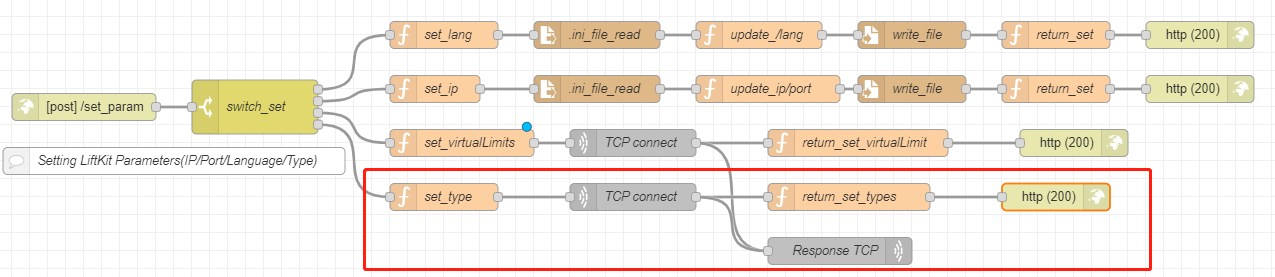 set_lang .ini_file_read update_/lang write_file return_set http (200)
set_ip .ini_file_read update_ip/port write_file return_set http (200)
[post] /set_param switch_set
set_virtualLimits TCP connect return_set_virtualLimit http (200)
Setting LiftKit Parameters(IP/Port/Language/Type)
set_type TCP connect return_set_types http (200)
Response TCP